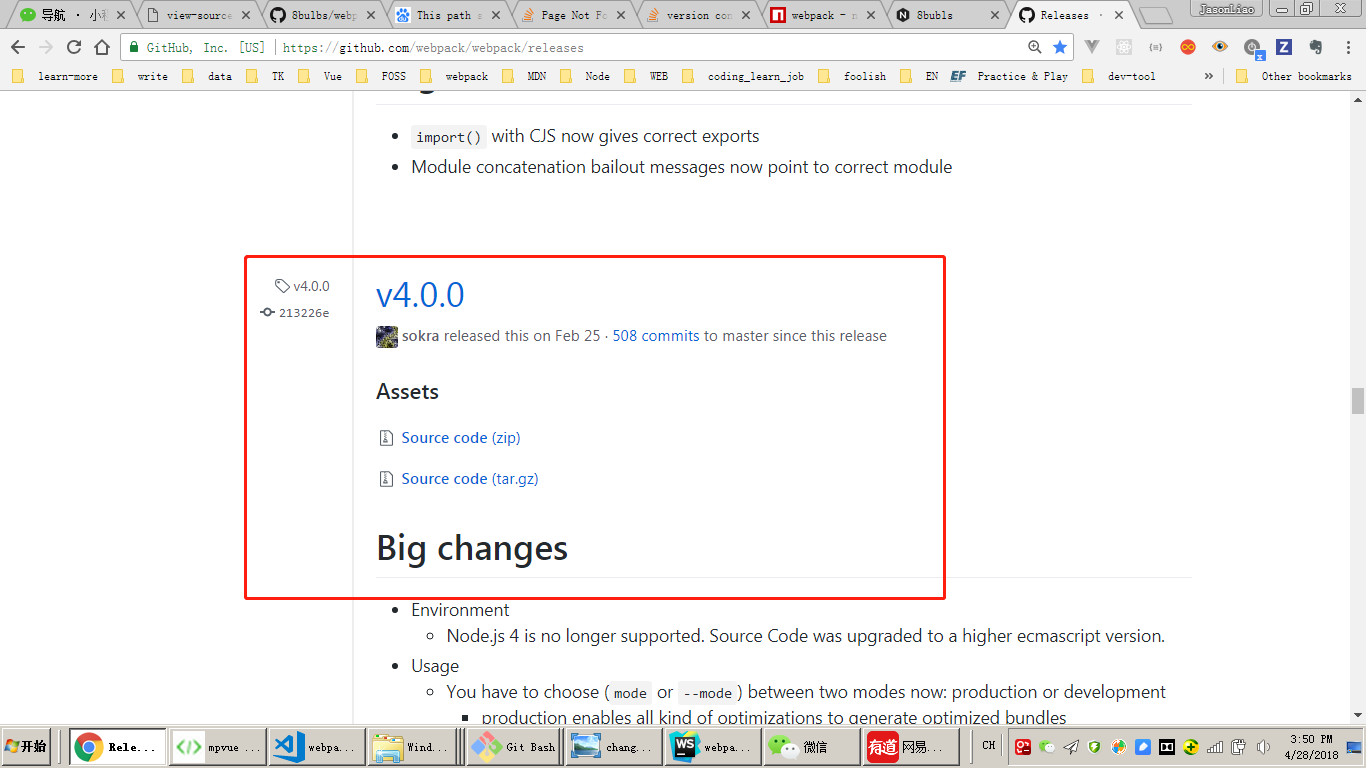 导航 · 小程
view-source
8bulbs/webp
This path s
Page Not Fo
version con
webpack - n
8bubls
Releases ·
JasonLiao
GitHub, Inc. [US] | https://github.com/webpack/webpack/releases
learn-more write data TK Vue FOSS webpack MDN Node WEB coding_learn_job foolish EN EF Practice & Play dev-tool » Other bookmarks
import() with CJS now gives correct exports
Module concatenation bailout messages now point to correct module
v4.0.0
213226e
v4.0.0
sokra released this on Feb 25 · 508 commits to master since this release
Assets
Source code (zip)
Source code (tar.gz)
Big changes
Environment
Node.js 4 is no longer supported. Source Code was upgraded to a higher ecmascript version.
Usage
You have to choose (mode or --mode) between two modes now: production or development
production enables all kind of optimizations to generate optimized bundles
开始
Rele...
mpvue ...
webpa...
Wind...
Git Bash
chang...
WS
webpa...
微信
有道
网易...
CH
3:50 PM
4/28/2018